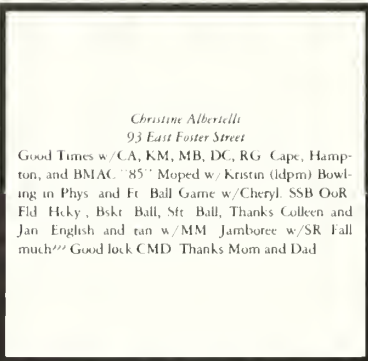 Christine Albertelli
93 East Foster Street
Good Times w/CA, KM, MB, DC, RG Cape, Hamp-
ton, and BMAC "85" Moped w/Kristin (ldpm) Bowl-
ing in Phys and Ft Ball Game w/Cheryl. SSB OoR
Fld Hcky, Bskt Ball, Sft Ball, Thanks Colleen and
Jan English and tan w/MM Jamboree w/SR Fall
much??? Good lock CMD Thanks Mom and Dad